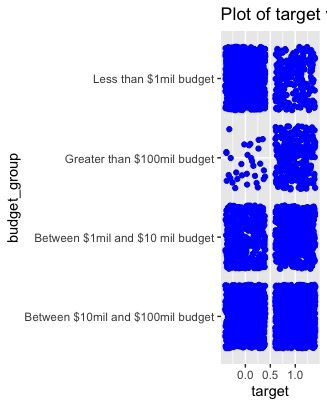 Plot of target
Less than $1mil budget
Greater than $100mil budget
Between $1mil and $10 mil budget
Between $10mil and $100mil budget
budget_group
0.0 0.5 1.0
target